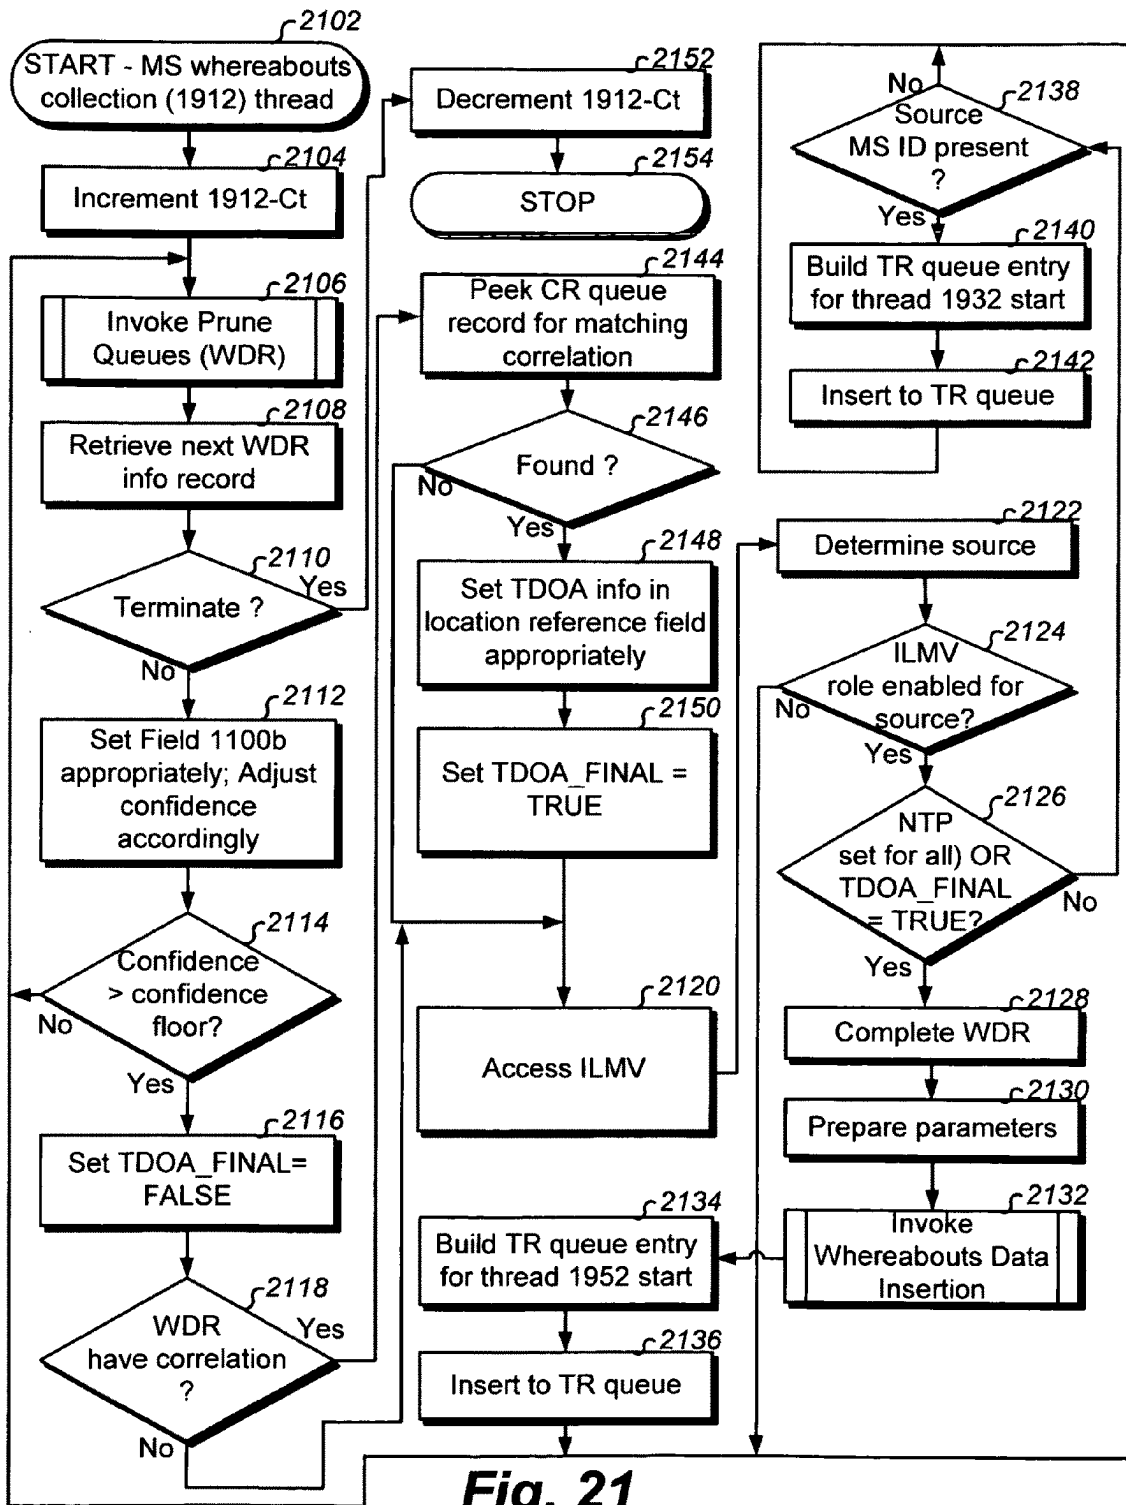 2102
START - MS whereabouts
collection (1912) thread
2104
Increment 1912-Ct
2106
Invoke Prune
Queues (WDR)
2108
Retrieve next WDR
info record
2110
Terminate ?
Yes
No
2112
Set Field 1100b
appropriately; Adjust
confidence
accordingly
2114
Confidence
> confidence
floor?
No
Yes
2116
Set TDOA_FINAL=
FALSE
2118
WDR
have correlation
?
Yes
No
2152
Decrement 1912-Ct
2154
STOP
2144
Peek CR queue
record for matching
correlation
2146
Found ?
No
Yes
2148
Set TDOA info in
location reference field
appropriately
2150
Set TDOA_FINAL =
TRUE
2120
Access ILMV
2134
Build TR queue entry
for thread 1952 start
2136
Insert to TR queue
No
2138
Source
MS ID present
?
Yes
2140
Build TR queue entry
for thread 1932 start
2142
Insert to TR queue
2122
Determine source
2124
ILMV
role enabled for
source?
No
Yes
2126
NTP
set for all) OR
TDOA_FINAL
= TRUE?
No
Yes
2128
Complete WDR
2130
Prepare parameters
2132
Invoke
Whereabouts Data
Insertion
Fig. 21